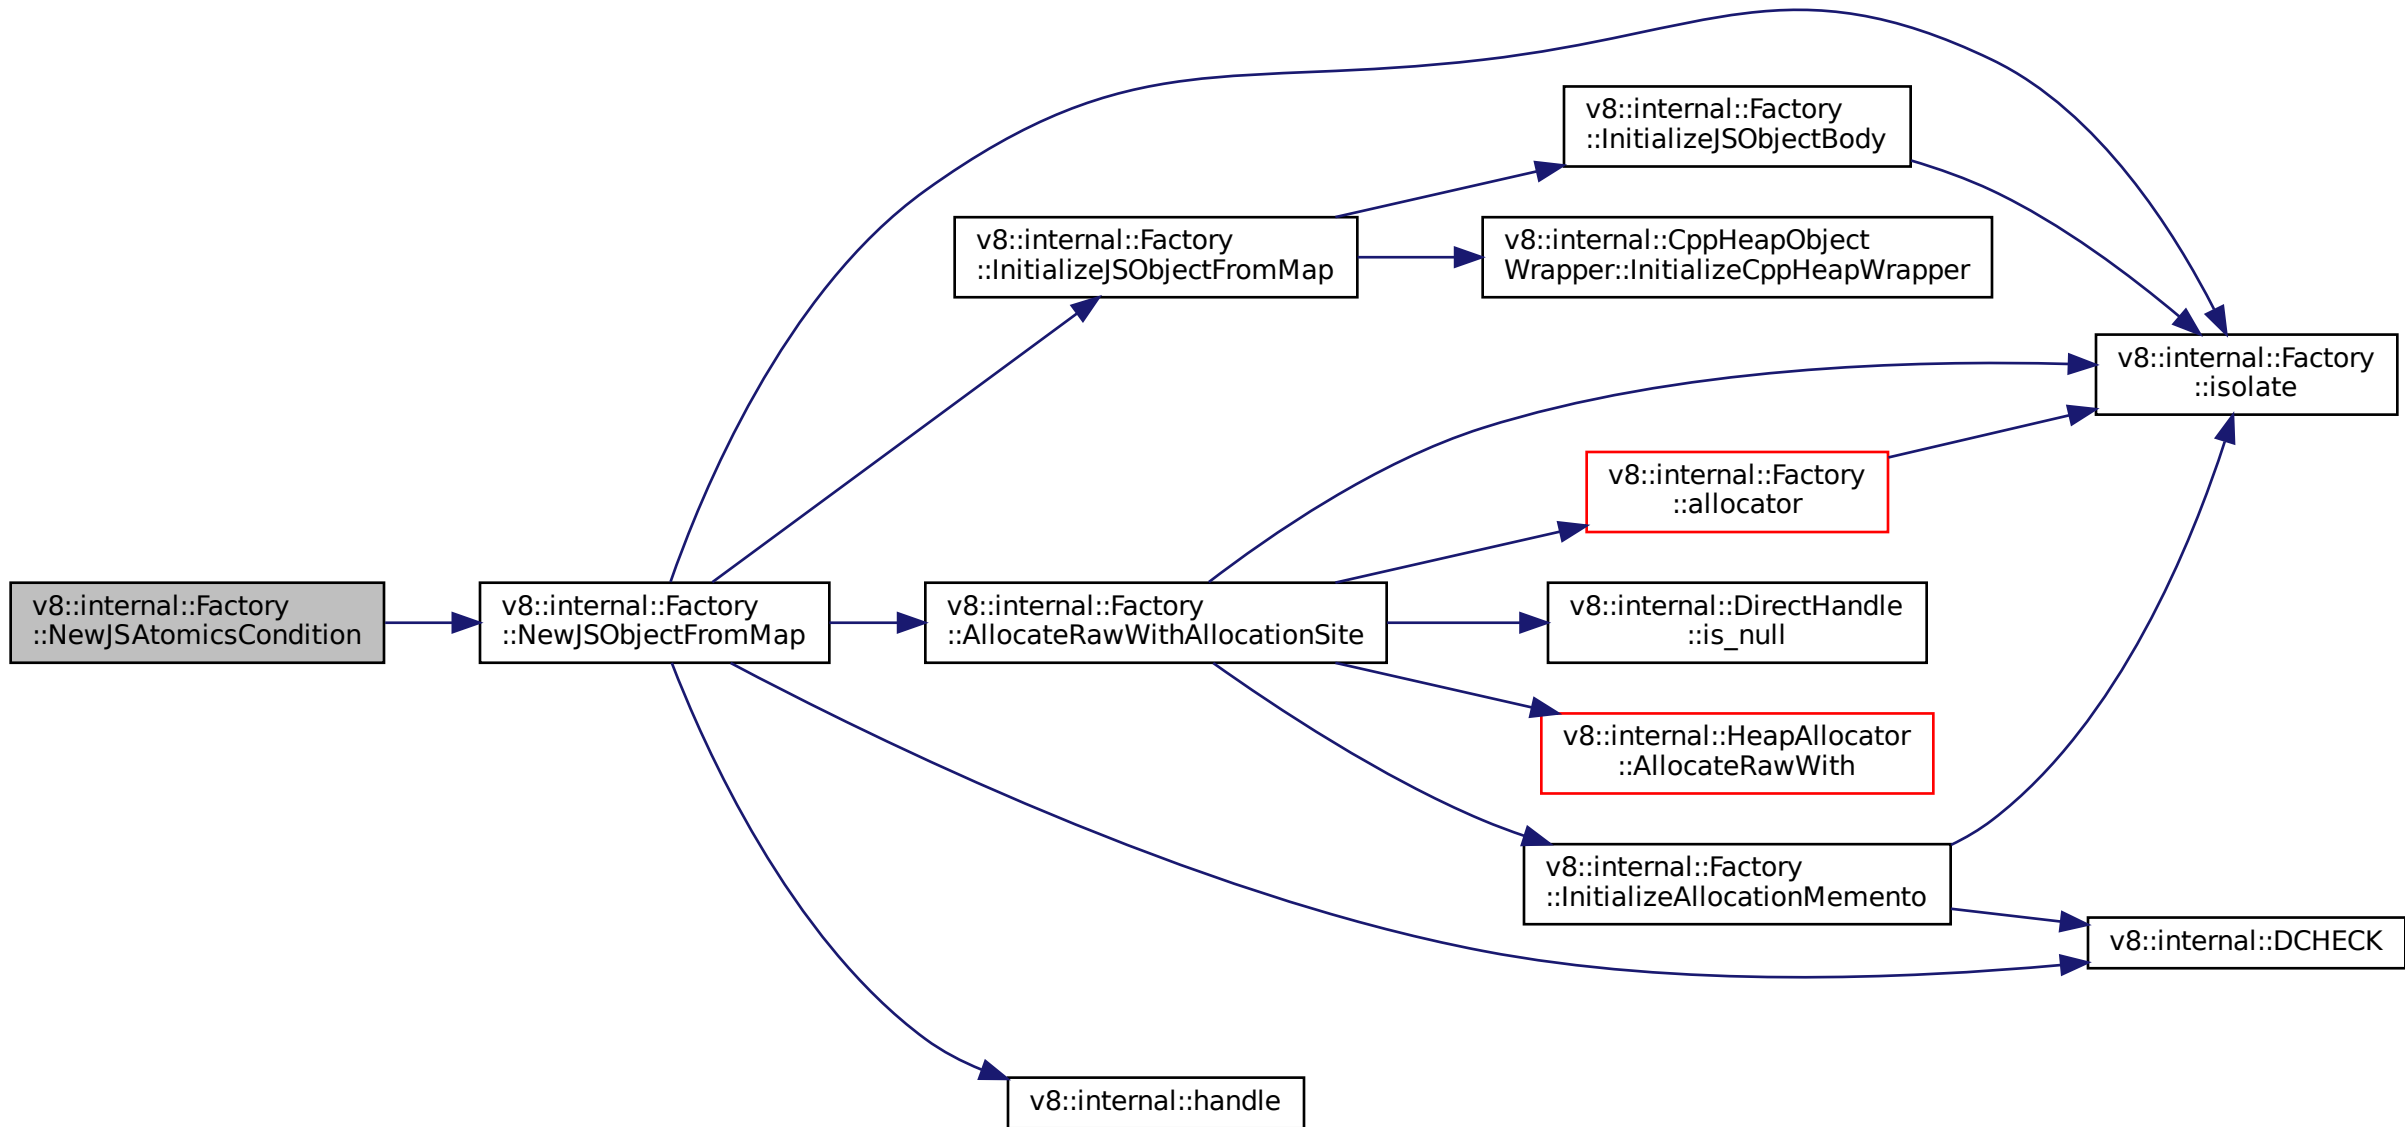 v8::internal::Factory
::NewJSAtomicsCondition
v8::internal::Factory
::NewJSObjectFromMap
v8::internal::Factory
::InitializeJSObjectFromMap
v8::internal::Factory
::InitializeJSObjectBody
v8::internal::CppHeapObject
Wrapper::InitializeCppHeapWrapper
v8::internal::Factory
::isolate
v8::internal::Factory
::AllocateRawWithAllocationSite
v8::internal::Factory
::allocator
v8::internal::DirectHandle
::is_null
v8::internal::HeapAllocator
::AllocateRawWith
v8::internal::Factory
::InitializeAllocationMemento
v8::internal::DCHECK
v8::internal::handle